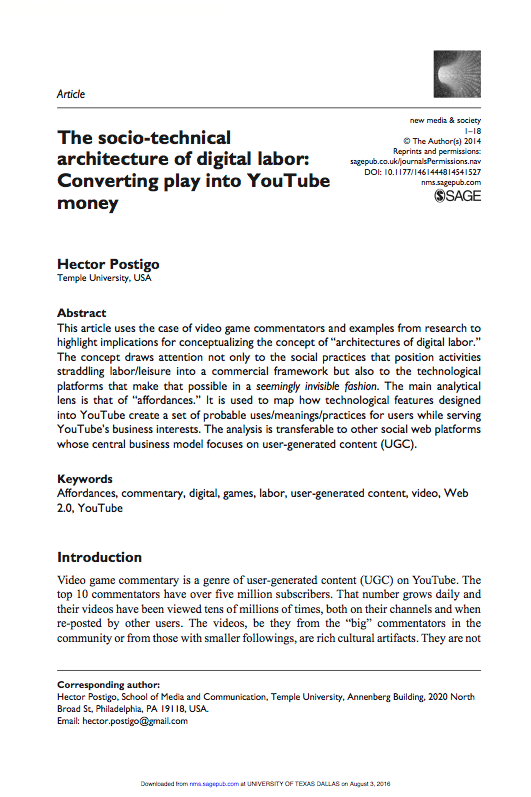 Article
new media & society
1–18
© The Author(s) 2014
Reprints and permissions:
sagepub.co.uk/journalsPermissions.nav
DOI: 10.1177/1461444814541527
nms.sagepub.com
SAGE
The socio-technical
architecture of digital labor:
Converting play into YouTube
money
Hector Postigo
Temple University, USA
Abstract
This article uses the case of video game commentators and examples from research to
highlight implications for conceptualizing the concept of “architectures of digital labor.”
The concept draws attention not only to the social practices that position activities
straddling labor/leisure into a commercial framework but also to the technological
platforms that make that possible in a seemingly invisible fashion. The main analytical
lens is that of “affordances.” It is used to map how technological features designed
into YouTube create a set of probable uses/meanings/practices for users while serving
YouTube’s business interests. The analysis is transferable to other social web platforms
whose central business model focuses on user-generated content (UGC).
Keywords
Affordances, commentary, digital, games, labor, user-generated content, video, Web
2.0, YouTube
Introduction
Video game commentary is a genre of user-generated content (UGC) on YouTube. The
top 10 commentators have over five million subscribers. That number grows daily and
their videos have been viewed tens of millions of times, both on their channels and when
re-posted by other users. The videos, be they from the “big” commentators in the
community or from those with smaller followings, are rich cultural artifacts. They are not
Corresponding author:
Hector Postigo, School of Media and Communication, Temple University, Annenberg Building, 2020 North
Broad St, Philadelphia, PA 19118, USA.
Email: hector.postigo@gmail.com
Downloaded from nms.sagepub.com at UNIVERSITY OF TEXAS DALLAS on August 3, 2016